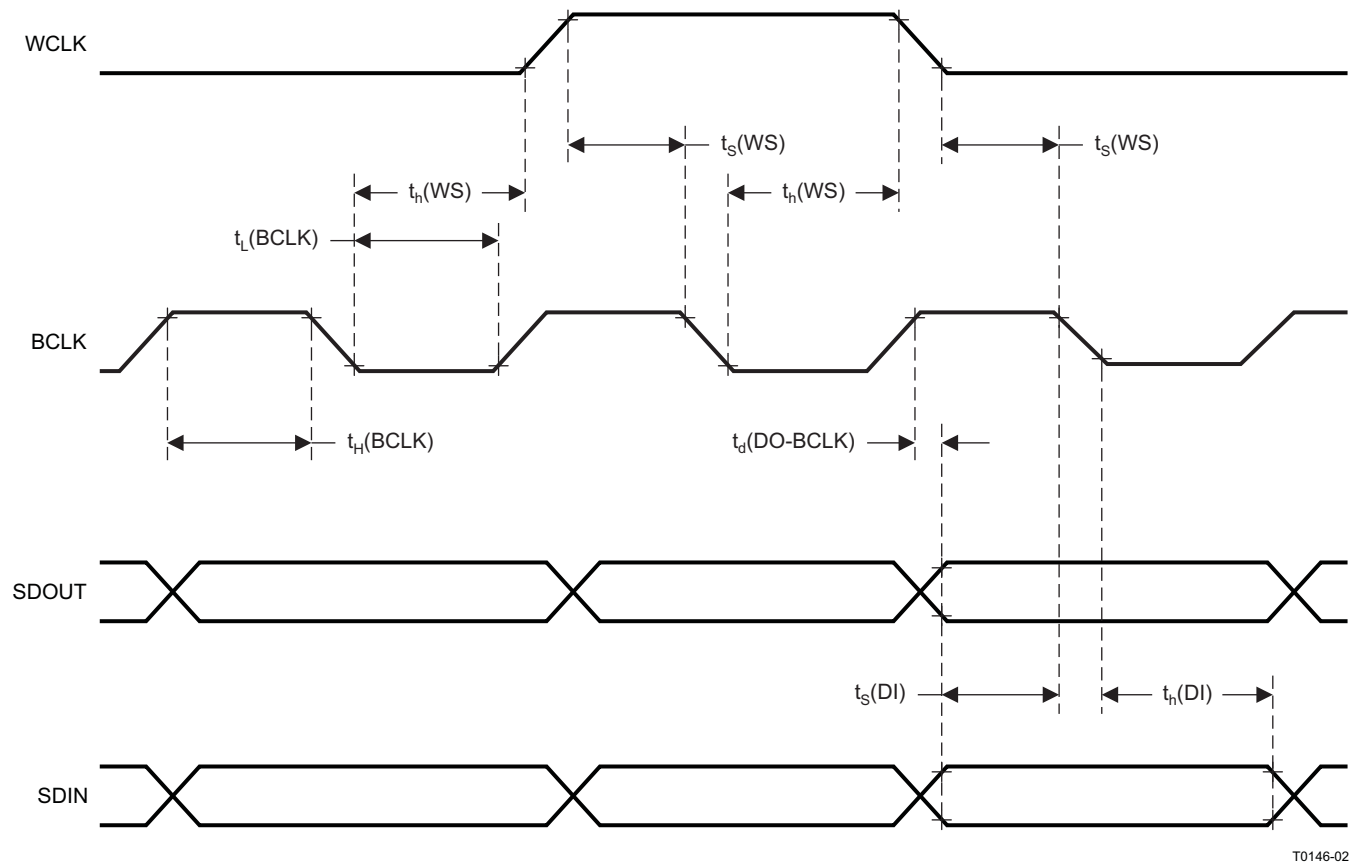 WCLK
tS(WS)
tS(WS)
th(WS)
th(WS)
tL(BCLK)
BCLK
tH(BCLK)
td(DO-BCLK)
SDOUT
tS(DI)
th(DI)
SDIN
T0146-02